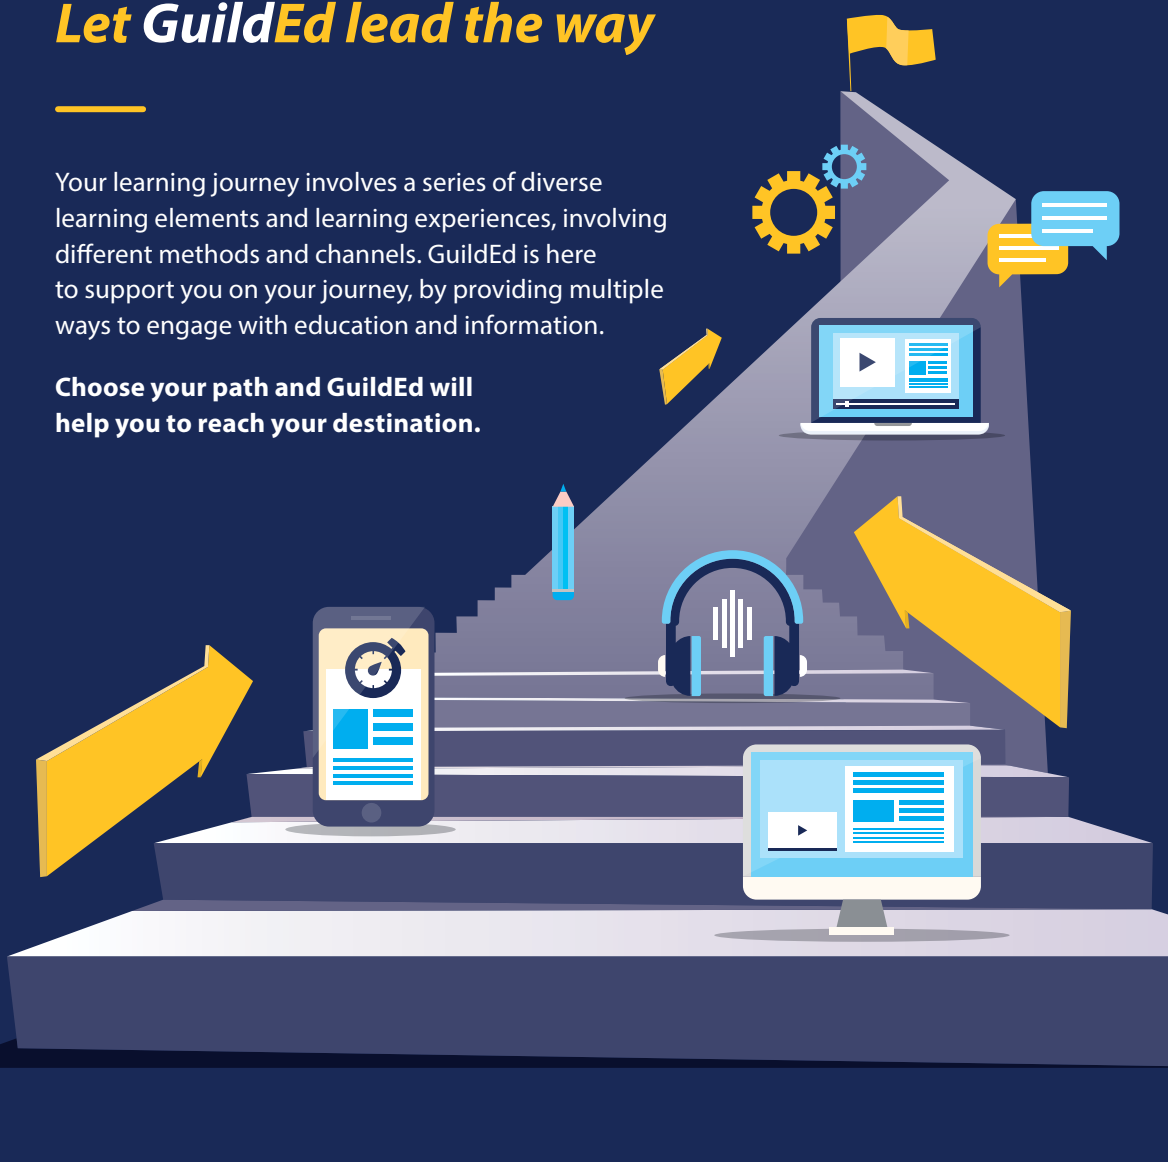 Let GuildEd lead the way
Your learning journey involves a series of diverse
learning elements and learning experiences, involving
different methods and channels. GuildEd is here
to support you on your journey, by providing multiple
ways to engage with education and information.
Choose your path and GuildEd will
help you to reach your destination.